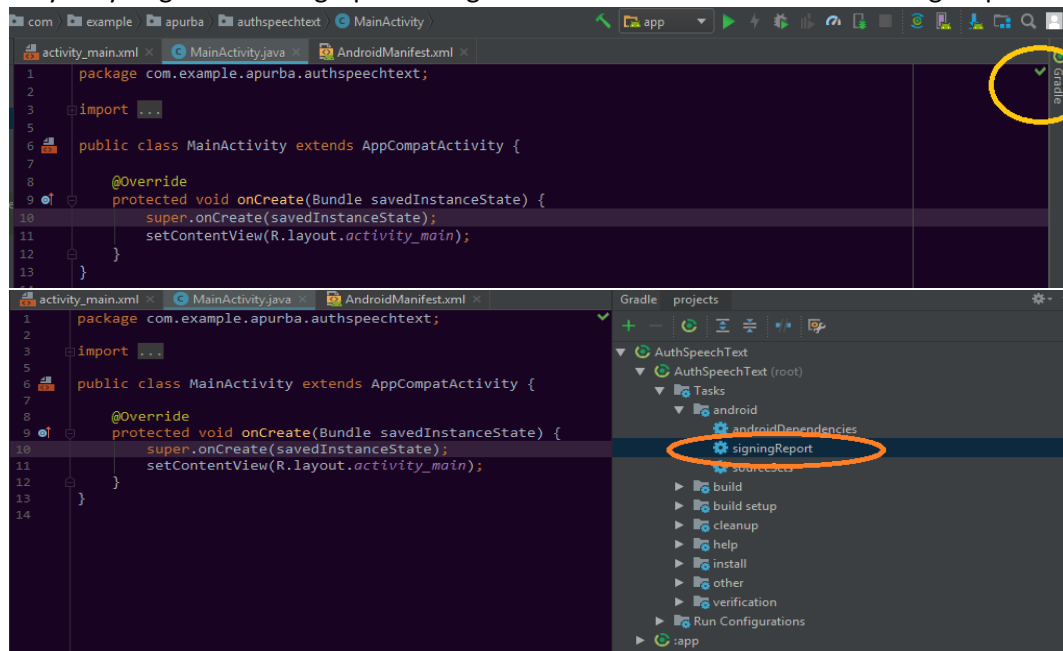 com example apurba authspeechtext MainActivity app
activity_main.xml MainActivity.java AndroidManifest.xml
Gradle
1 package com.example.apurba.authspeechtext;
2
3 import ...
5
6 public class MainActivity extends AppCompatActivity {
7
8 @Override
9 protected void onCreate(Bundle savedInstanceState) {
10 super.onCreate(savedInstanceState);
11 setContentView(R.layout.activity_main);
12 }
13 }
activity_main.xml MainActivity.java AndroidManifest.xml
1 package com.example.apurba.authspeechtext;
2
3 import ...
5
6 public class MainActivity extends AppCompatActivity {
7
8 @Override
9 protected void onCreate(Bundle savedInstanceState) {
10 super.onCreate(savedInstanceState);
11 setContentView(R.layout.activity_main);
12 }
13 }
14
Gradle projects
AuthSpeechText
AuthSpeechText (root)
Tasks
android
androidDependencies
signingReport
sourceSets
build
build setup
cleanup
help
install
other
verification
Run Configurations
:app